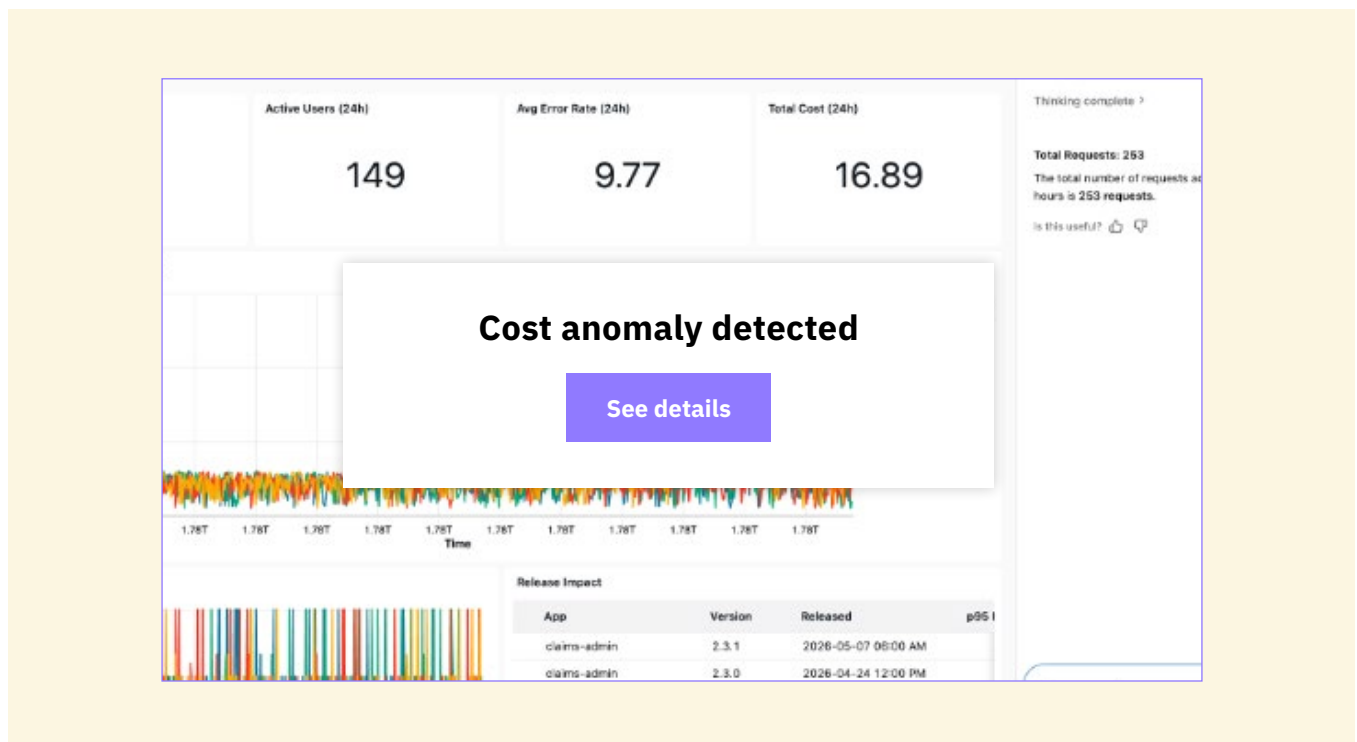 Active Users (24h)
149
Avg Error Rate (24h)
9.77
Total Cost (24h)
16.89
Thinking complete >
Total Requests: 253
The total number of requests
hours is 253 requests.
Is this useful?
Cost anomaly detected
See details
1.78T 1.78T 1.78T 1.78T 1.78T 1.78T 1.78T 1.78T 1.78T 1.78T 1.78T
Time
Release Impact
App Version Released p95
claims-admin 2.3.1 2026-05-07 06:00 AM
claims-admin 2.3.0 2026-04-24 12:00 PM